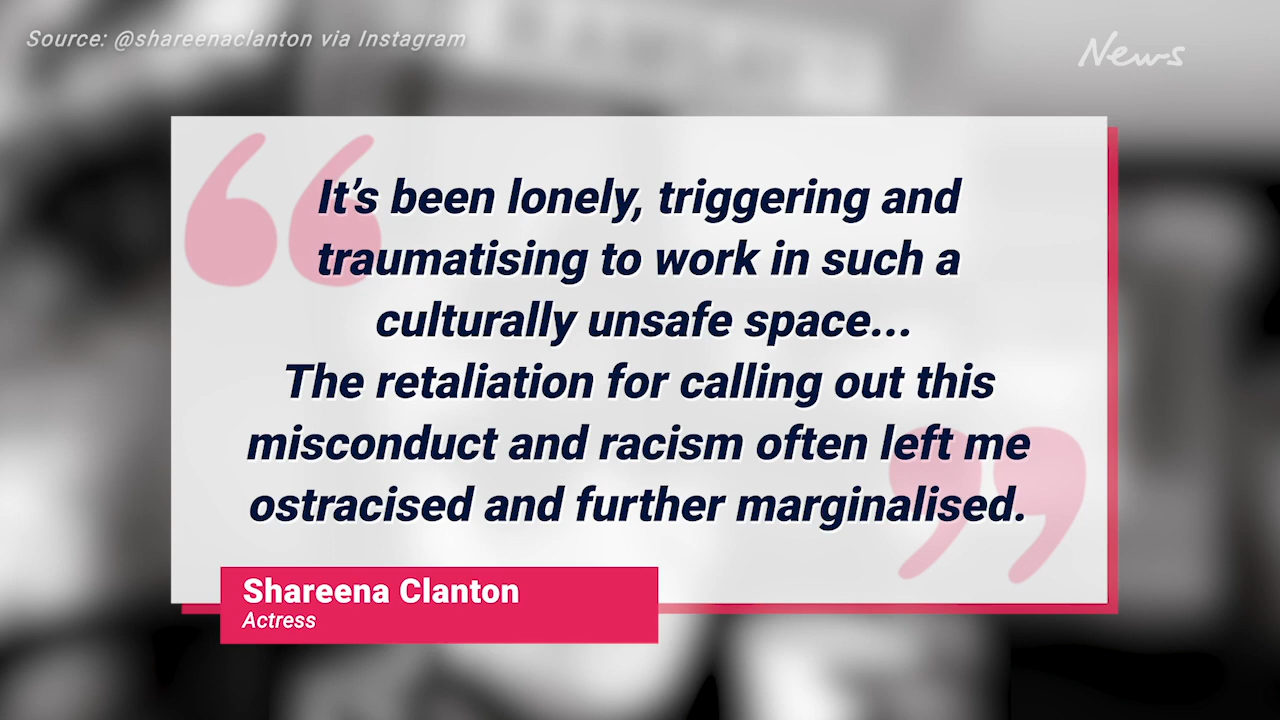 Source: @shareenaclanton via Instagram
News
It’s been lonely, triggering and
traumatising to work in such a
culturally unsafe space...
The retaliation for calling out this
misconduct and racism often left me
ostracised and further marginalised.
Shareena Clanton
Actress